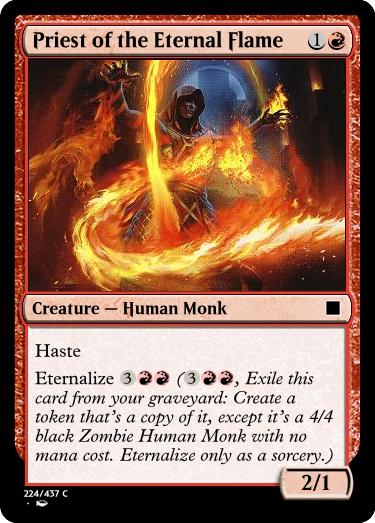 Priest of the Eternal Flame 1
Creature — Human Monk
Haste
Eternalize 3 (3, Exile this
card from your graveyard: Create a
token that's a copy of it, except it's a 4/4
black Zombie Human Monk with no
mana cost. Eternalize only as a sorcery.)
2/1
224/437 C